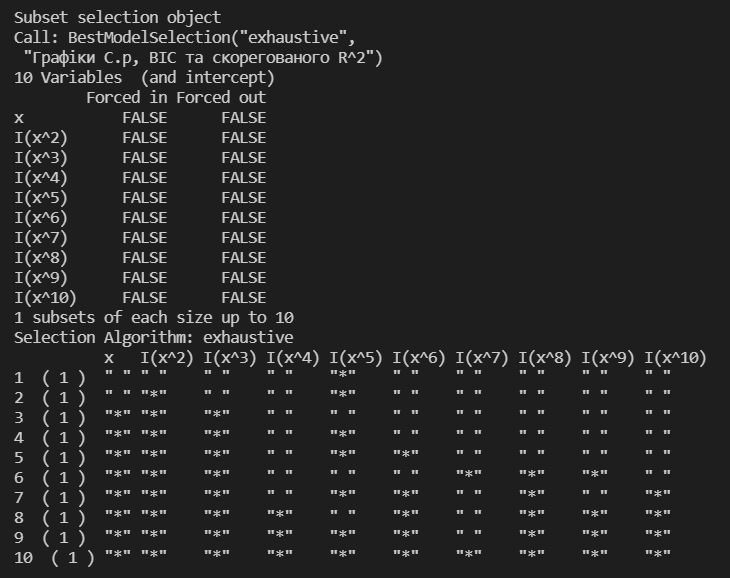 Subset selection object
Call: BestModelSelection("exhaustive",
 "Графіки C.p, BIC та скорегованого R^2")
10 Variables  (and intercept)
        Forced in Forced out
x           FALSE      FALSE
I(x^2)      FALSE      FALSE
I(x^3)      FALSE      FALSE
I(x^4)      FALSE      FALSE
I(x^5)      FALSE      FALSE
I(x^6)      FALSE      FALSE
I(x^7)      FALSE      FALSE
I(x^8)      FALSE      FALSE
I(x^9)      FALSE      FALSE
I(x^10)     FALSE      FALSE
1 subsets of each size up to 10
Selection Algorithm: exhaustive
          x   I(x^2) I(x^3) I(x^4) I(x^5) I(x^6) I(x^7) I(x^8) I(x^9) I(x^10)
1  ( 1 )  " " " "    " "    " "    "*"    " "    " "    " "    " "    " "
2  ( 1 )  " " "*"    " "    " "    "*"    " "    " "    " "    " "    " "
3  ( 1 )  "*" "*"    "*"    " "    " "    " "    " "    " "    " "    " "
4  ( 1 )  "*" "*"    "*"    " "    "*"    " "    " "    " "    " "    " "
5  ( 1 )  "*" "*"    "*"    " "    "*"    "*"    " "    " "    " "    " "
6  ( 1 )  "*" "*"    "*"    " "    " "    " "    "*"    "*"    "*"    " "
7  ( 1 )  "*" "*"    "*"    " "    "*"    "*"    " "    "*"    " "    "*"
8  ( 1 )  "*" "*"    "*"    "*"    " "    "*"    " "    "*"    "*"    "*"
9  ( 1 )  "*" "*"    "*"    "*"    "*"    "*"    " "    "*"    "*"    "*"
10  ( 1 ) "*" "*"    "*"    "*"    "*"    "*"    "*"    "*"    "*"    "*"